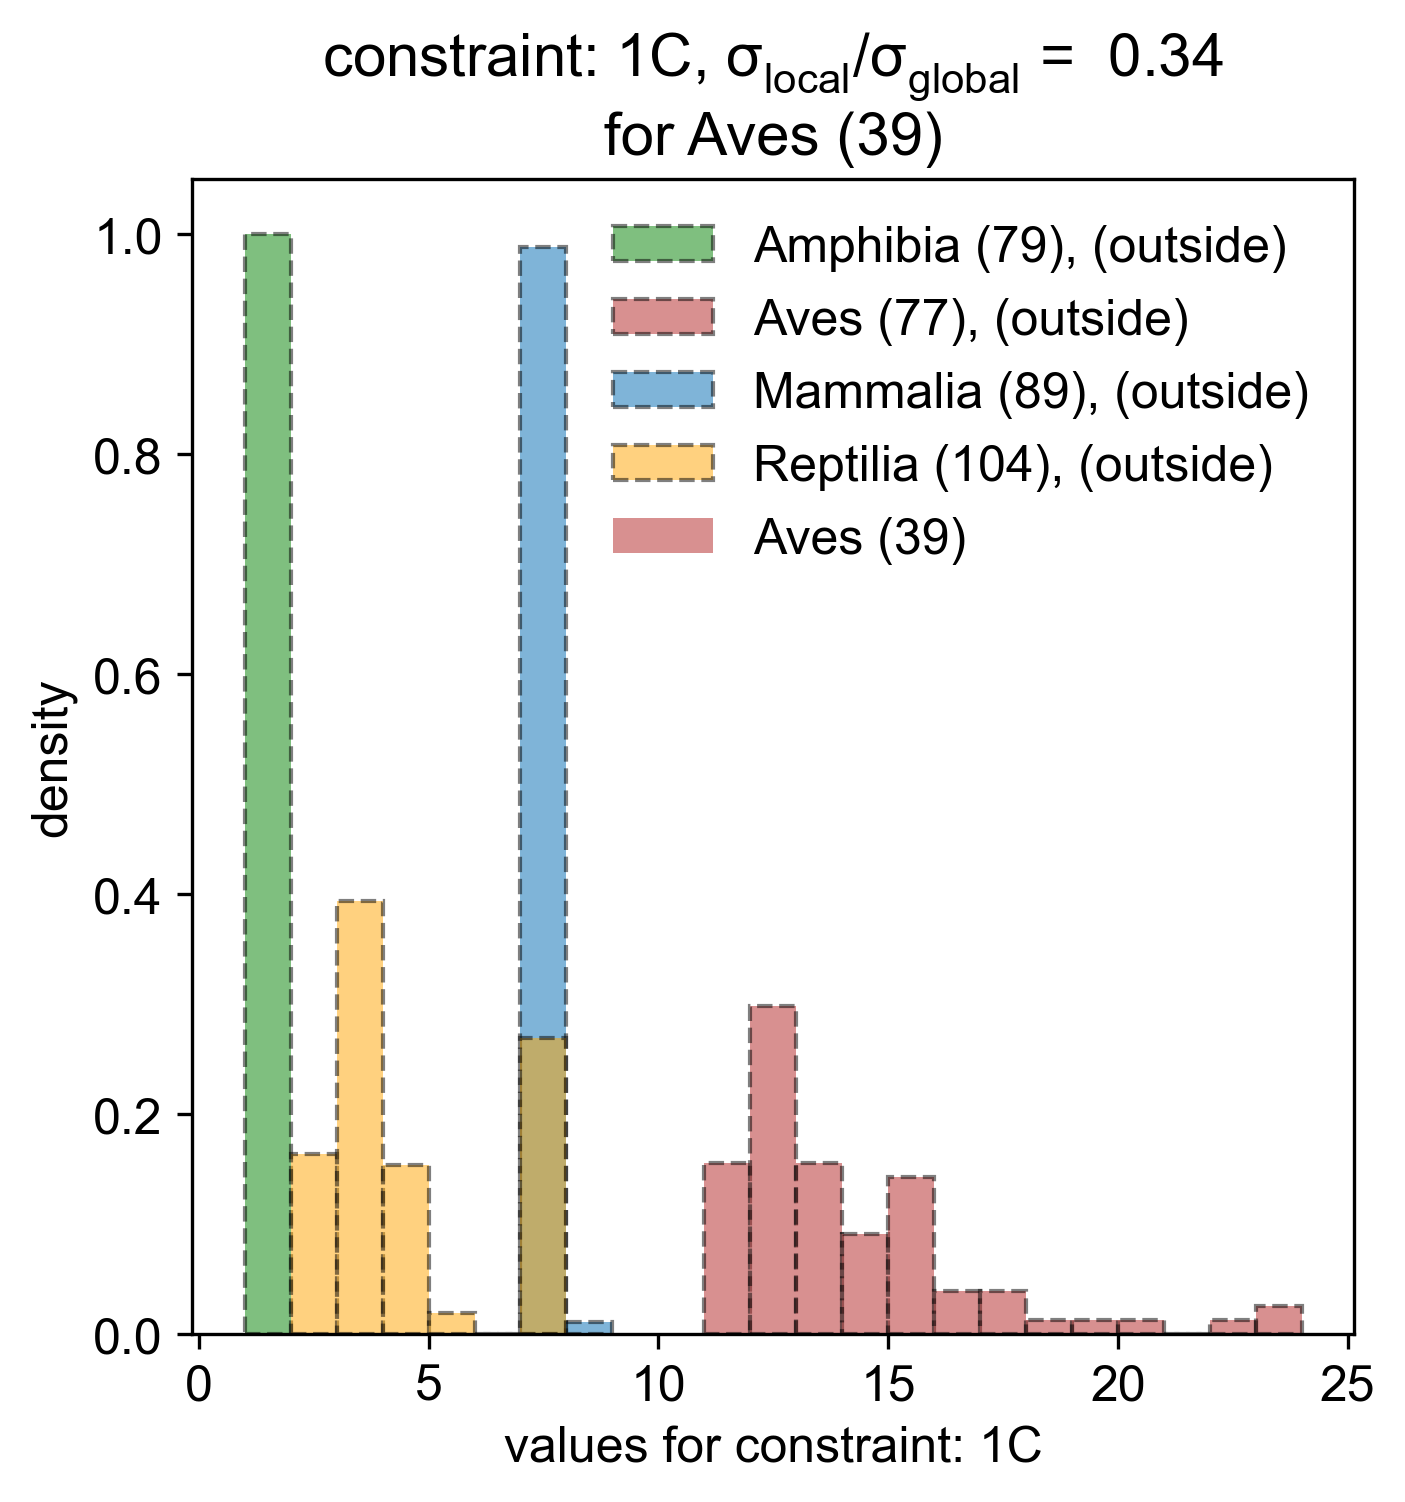 constraint: 1C, σlocal/σglobal = 0.34
for Aves (39)
1.0
0.8
0.6
0.4
0.2
0.0
density
Amphibia (79), (outside)
Aves (77), (outside)
Mammalia (89), (outside)
Reptilia (104), (outside)
Aves (39)
0 5 10 15 20 25
values for constraint: 1C